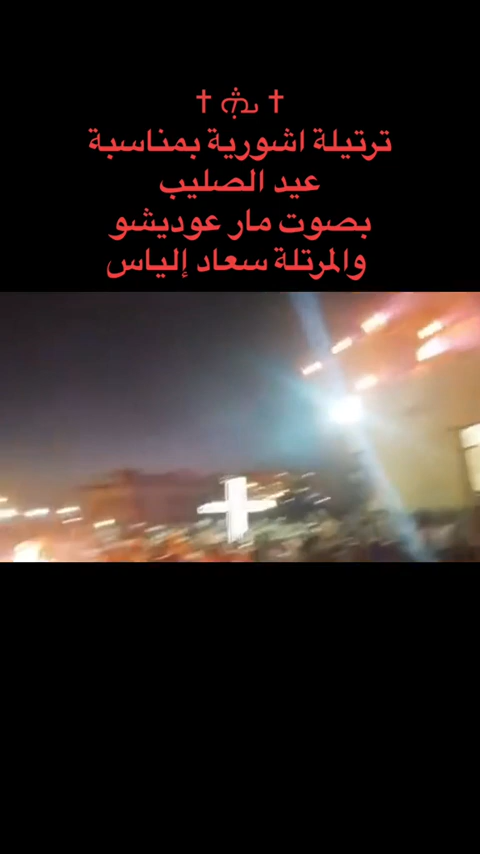 ✝ ܞ ✝
ترتيلة اشورية بمناسبة
عيد الصليب
بصوت مار عوديشو
والمرتلة سعاد إلياس